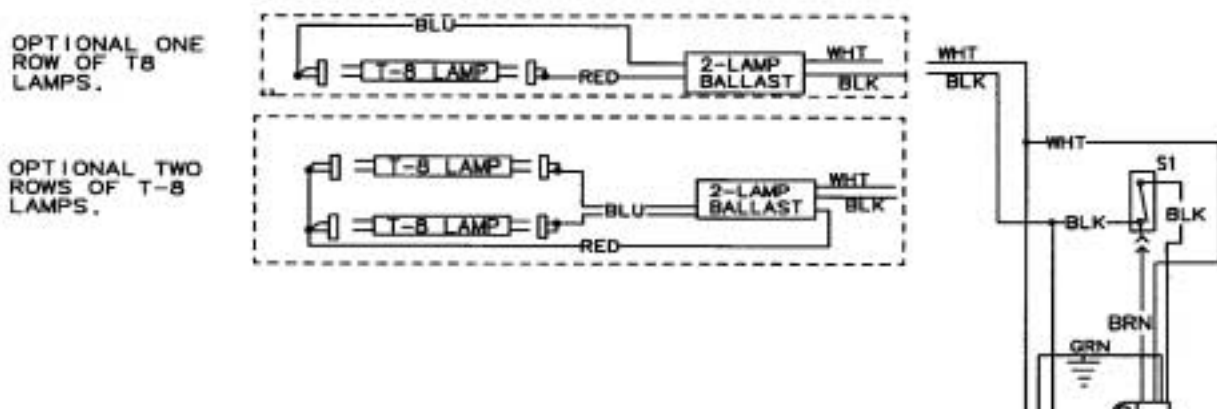 OPTIONAL ONE
ROW OF T8
LAMPS.
BLU
T-8 LAMP
RED
2-LAMP
BALLAST
WHT
BLK
WHT
BLK
OPTIONAL TWO
ROWS OF T-8
LAMPS.
T-8 LAMP
T-8 LAMP
BLU
RED
2-LAMP
BALLAST
WHT
BLK
WHT
S1
BLK
BLK
BRN
GRN